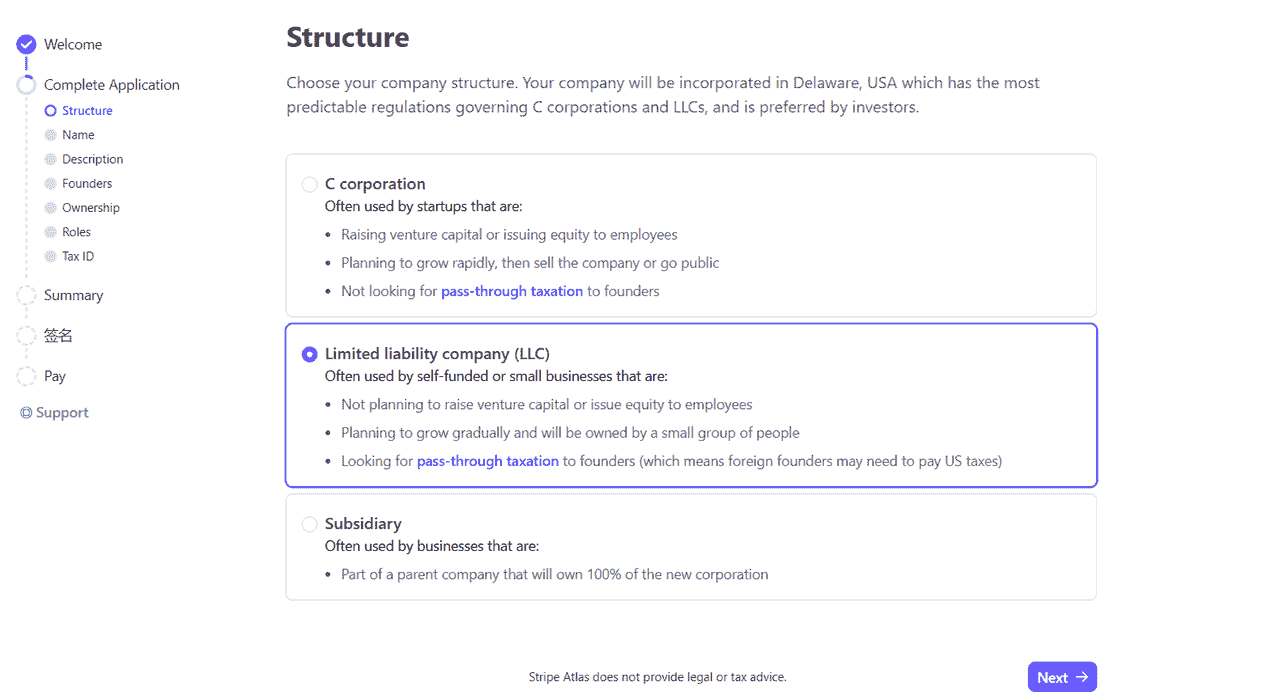 Welcome
Complete Application
Structure
Name
Description
Founders
Ownership
Roles
Tax ID
Summary
签名
Pay
Support
Structure
Choose your company structure. Your company will be incorporated in Delaware, USA which has the most
predictable regulations governing C corporations and LLCs, and is preferred by investors.
C corporation
Often used by startups that are:
• Raising venture capital or issuing equity to employees
• Planning to grow rapidly, then sell the company or go public
• Not looking for pass-through taxation to founders
Limited liability company (LLC)
Often used by self-funded or small businesses that are:
• Not planning to raise venture capital or issue equity to employees
• Planning to grow gradually and will be owned by a small group of people
• Looking for pass-through taxation to founders (which means foreign founders may need to pay US taxes)
Subsidiary
Often used by businesses that are:
• Part of a parent company that will own 100% of the new corporation
Stripe Atlas does not provide legal or tax advice.
Next →